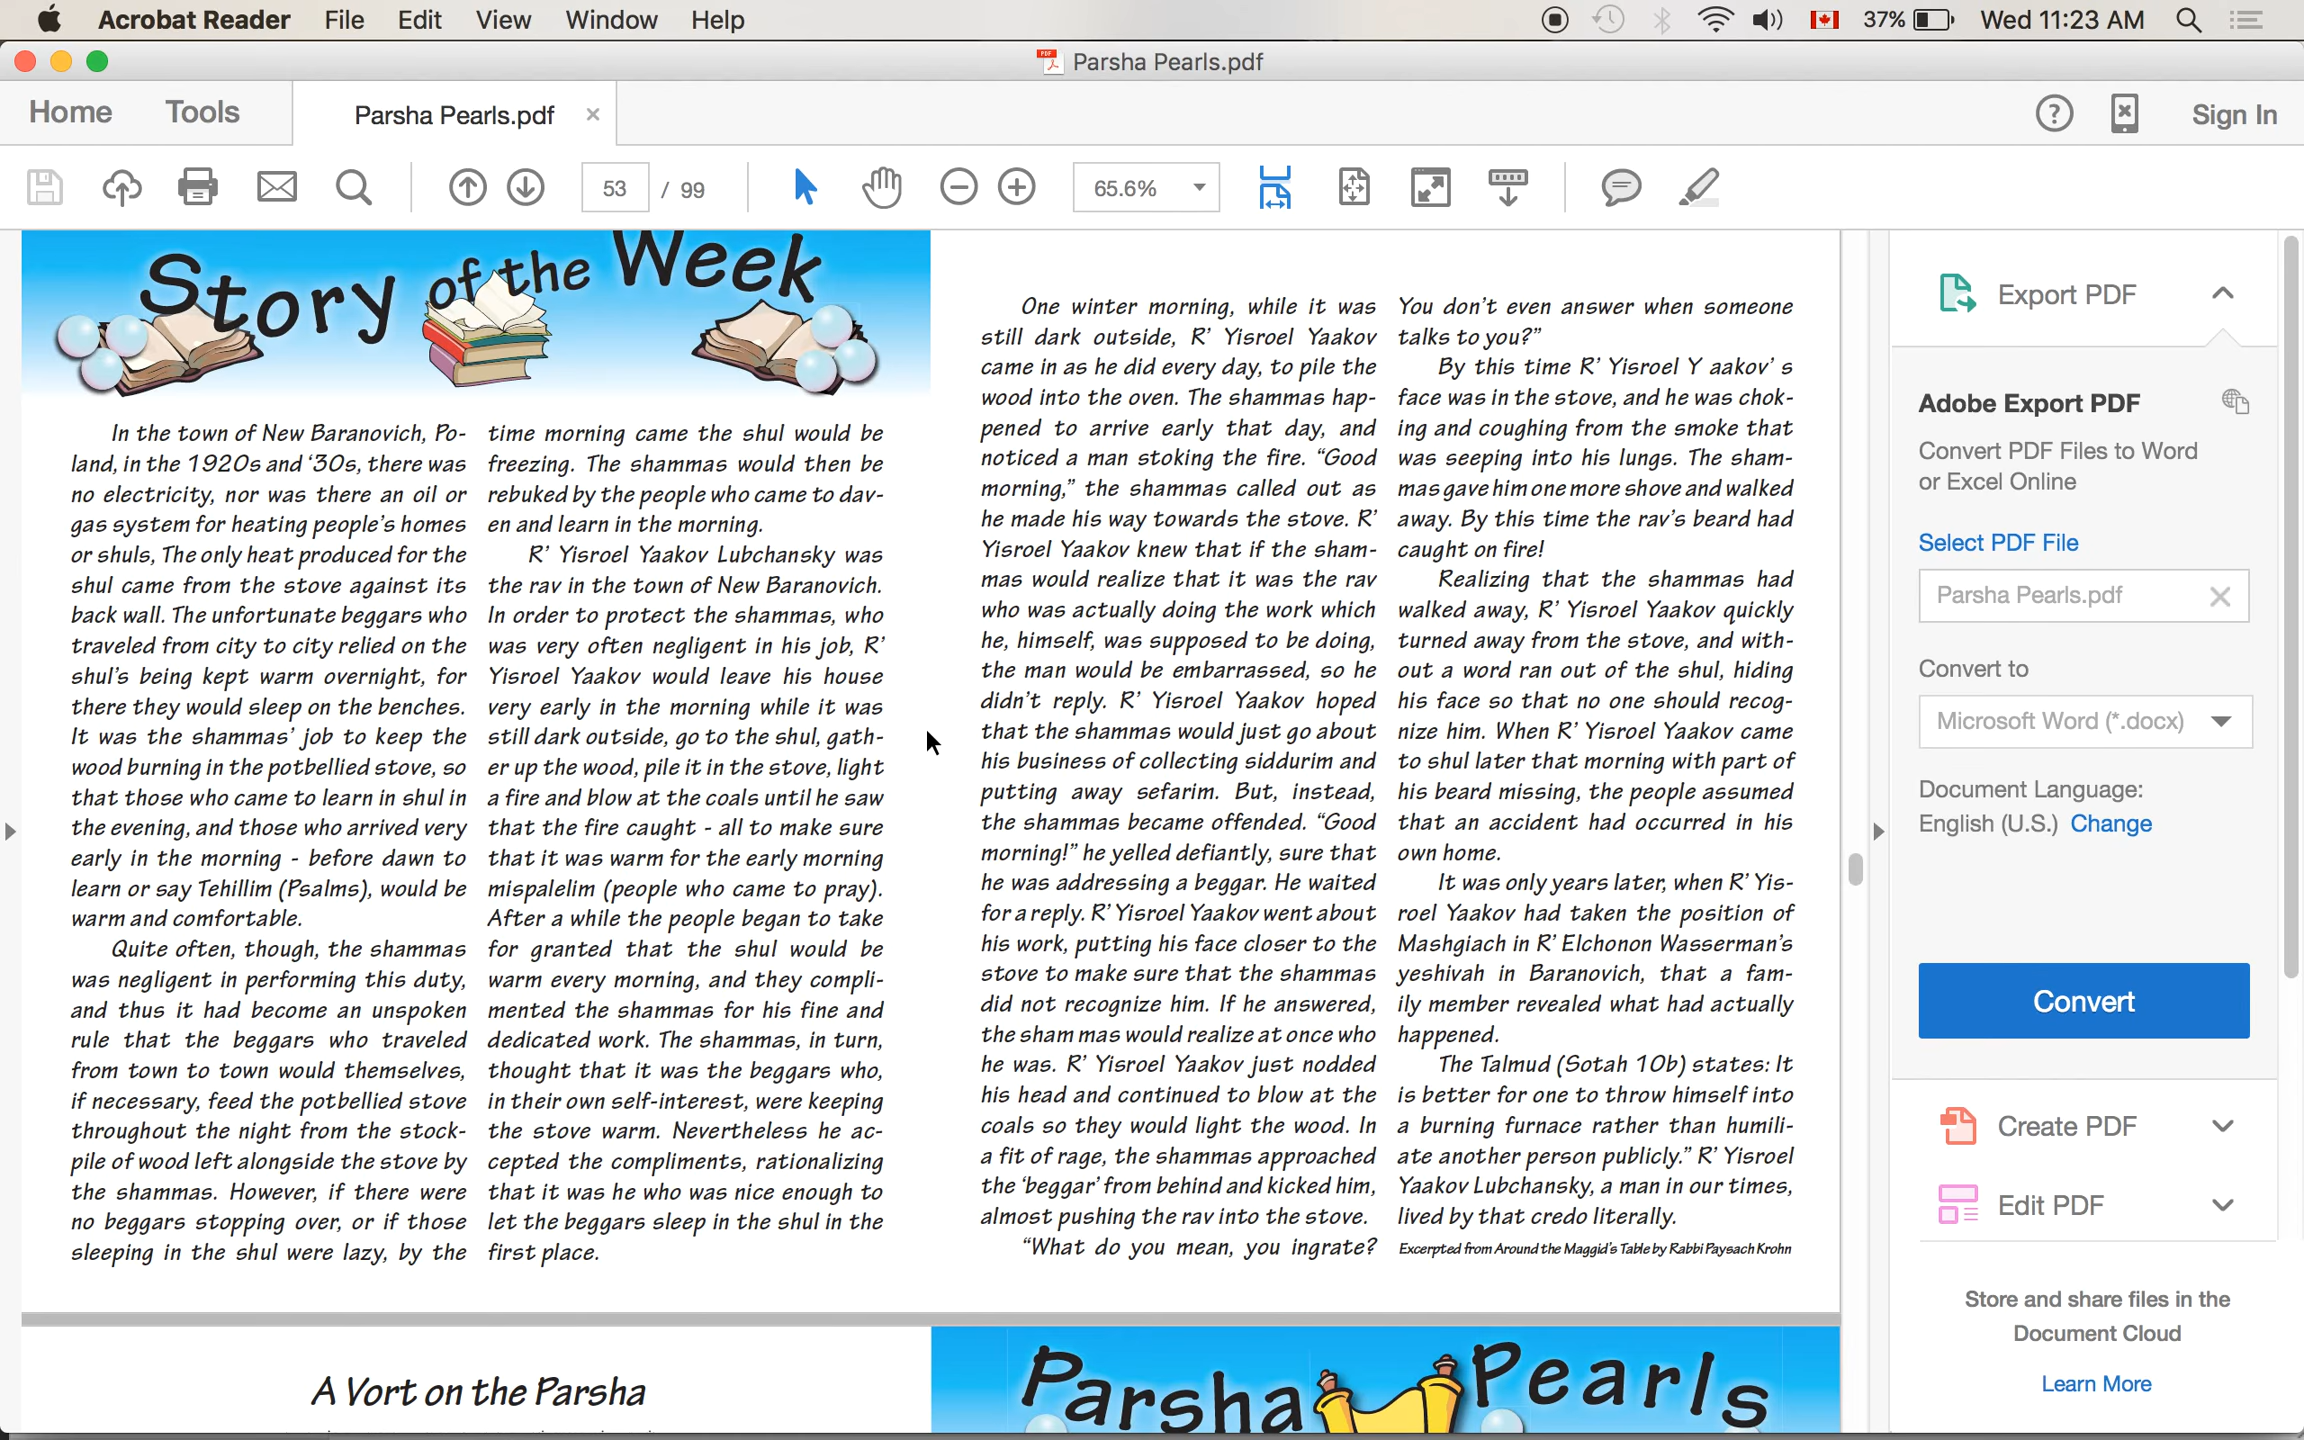 Acrobat Reader File Edit View Window Help 37% Wed 11:23 AM
Parsha Pearls.pdf
Home Tools Parsha Pearls.pdf Sign In
53 / 99 65.6%
Story of the Week
In the town of New Baranovich, Po-
land, in the 1920s and ‘30s, there was
no electricity, nor was there an oil or
gas system for heating people’s homes
or shuls, The only heat produced for the
shul came from the stove against its
back wall. The unfortunate beggars who
traveled from city to city relied on the
shul’s being kept warm overnight, for
there they would sleep on the benches.
It was the shammas’ job to keep the
wood burning in the potbellied stove, so
that those who came to learn in shul in
the evening, and those who arrived very
early in the morning - before dawn to
learn or say Tehillim (Psalms), would be
warm and comfortable.
Quite often, though, the shammas
was negligent in performing this duty,
and thus it had become an unspoken
rule that the beggars who traveled
from town to town would themselves,
if necessary, feed the potbellied stove
throughout the night from the stock-
pile of wood left alongside the stove by
the shammas. However, if there were
no beggars stopping over, or if those
sleeping in the shul were lazy, by the
time morning came the shul would be
freezing. The shammas would then be
rebuked by the people who came to dav-
en and learn in the morning.
R’ Yisroel Yaakov Lubchansky was
the rav in the town of New Baranovich.
In order to protect the shammas, who
was very often negligent in his job, R’
Yisroel Yaakov would leave his house
very early in the morning while it was
still dark outside, go to the shul, gath-
er up the wood, pile it in the stove, light
a fire and blow at the coals until he saw
that the fire caught - all to make sure
that it was warm for the early morning
mispalelim (people who came to pray).
After a while the people began to take
for granted that the shul would be
warm every morning, and they compli-
mented the shammas for his fine and
dedicated work. The shammas, in turn,
thought that it was the beggars who,
in their own self-interest, were keeping
the stove warm. Nevertheless he ac-
cepted the compliments, rationalizing
that it was he who was nice enough to
let the beggars sleep in the shul in the
first place.
One winter morning, while it was
still dark outside, R’ Yisroel Yaakov
came in as he did every day, to pile the
wood into the oven. The shammas hap-
pened to arrive early that day, and
noticed a man stoking the fire. “Good
morning,” the shammas called out as
he made his way towards the stove. R’
Yisroel Yaakov knew that if the sham-
mas would realize that it was the rav
who was actually doing the work which
he, himself, was supposed to be doing,
the man would be embarrassed, so he
didn’t reply. R’ Yisroel Yaakov hoped
that the shammas would just go about
his business of collecting siddurim and
putting away sefarim. But, instead,
the shammas became offended. “Good
morning!” he yelled defiantly, sure that
he was addressing a beggar. He waited
for a reply. R’ Yisroel Yaakov went about
his work, putting his face closer to the
stove to make sure that the shammas
did not recognize him. If he answered,
the sham mas would realize at once who
he was. R’ Yisroel Yaakov just nodded
his head and continued to blow at the
coals so they would light the wood. In
a fit of rage, the shammas approached
the ‘beggar’ from behind and kicked him,
almost pushing the rav into the stove.
“What do you mean, you ingrate?
You don’t even answer when someone
talks to you?”
By this time R’ Yisroel Y aakov’ s
face was in the stove, and he was chok-
ing and coughing from the smoke that
was seeping into his lungs. The sham-
mas gave him one more shove and walked
away. By this time the rav’s beard had
caught on fire!
Realizing that the shammas had
walked away, R’ Yisroel Yaakov quickly
turned away from the stove, and with-
out a word ran out of the shul, hiding
his face so that no one should recog-
nize him. When R’ Yisroel Yaakov came
to shul later that morning with part of
his beard missing, the people assumed
that an accident had occurred in his
own home.
It was only years later, when R’ Yis-
roel Yaakov had taken the position of
Mashgiach in R’ Elchonon Wasserman’s
yeshivah in Baranovich, that a fam-
ily member revealed what had actually
happened.
The Talmud (Sotah 10b) states: It
is better for one to throw himself into
a burning furnace rather than humili-
ate another person publicly.” R’ Yisroel
Yaakov Lubchansky, a man in our times,
lived by that credo literally.
Excerpted from Around the Maggid’s Table by Rabbi Paysach Krohn
A Vort on the Parsha
Parsha Pearls
Export PDF
Adobe Export PDF
Convert PDF Files to Word
or Excel Online
Select PDF File
Parsha Pearls.pdf
Convert to
Microsoft Word (*.docx)
Document Language:
English (U.S.) Change
Convert
Create PDF
Edit PDF
Store and share files in the
Document Cloud
Learn More